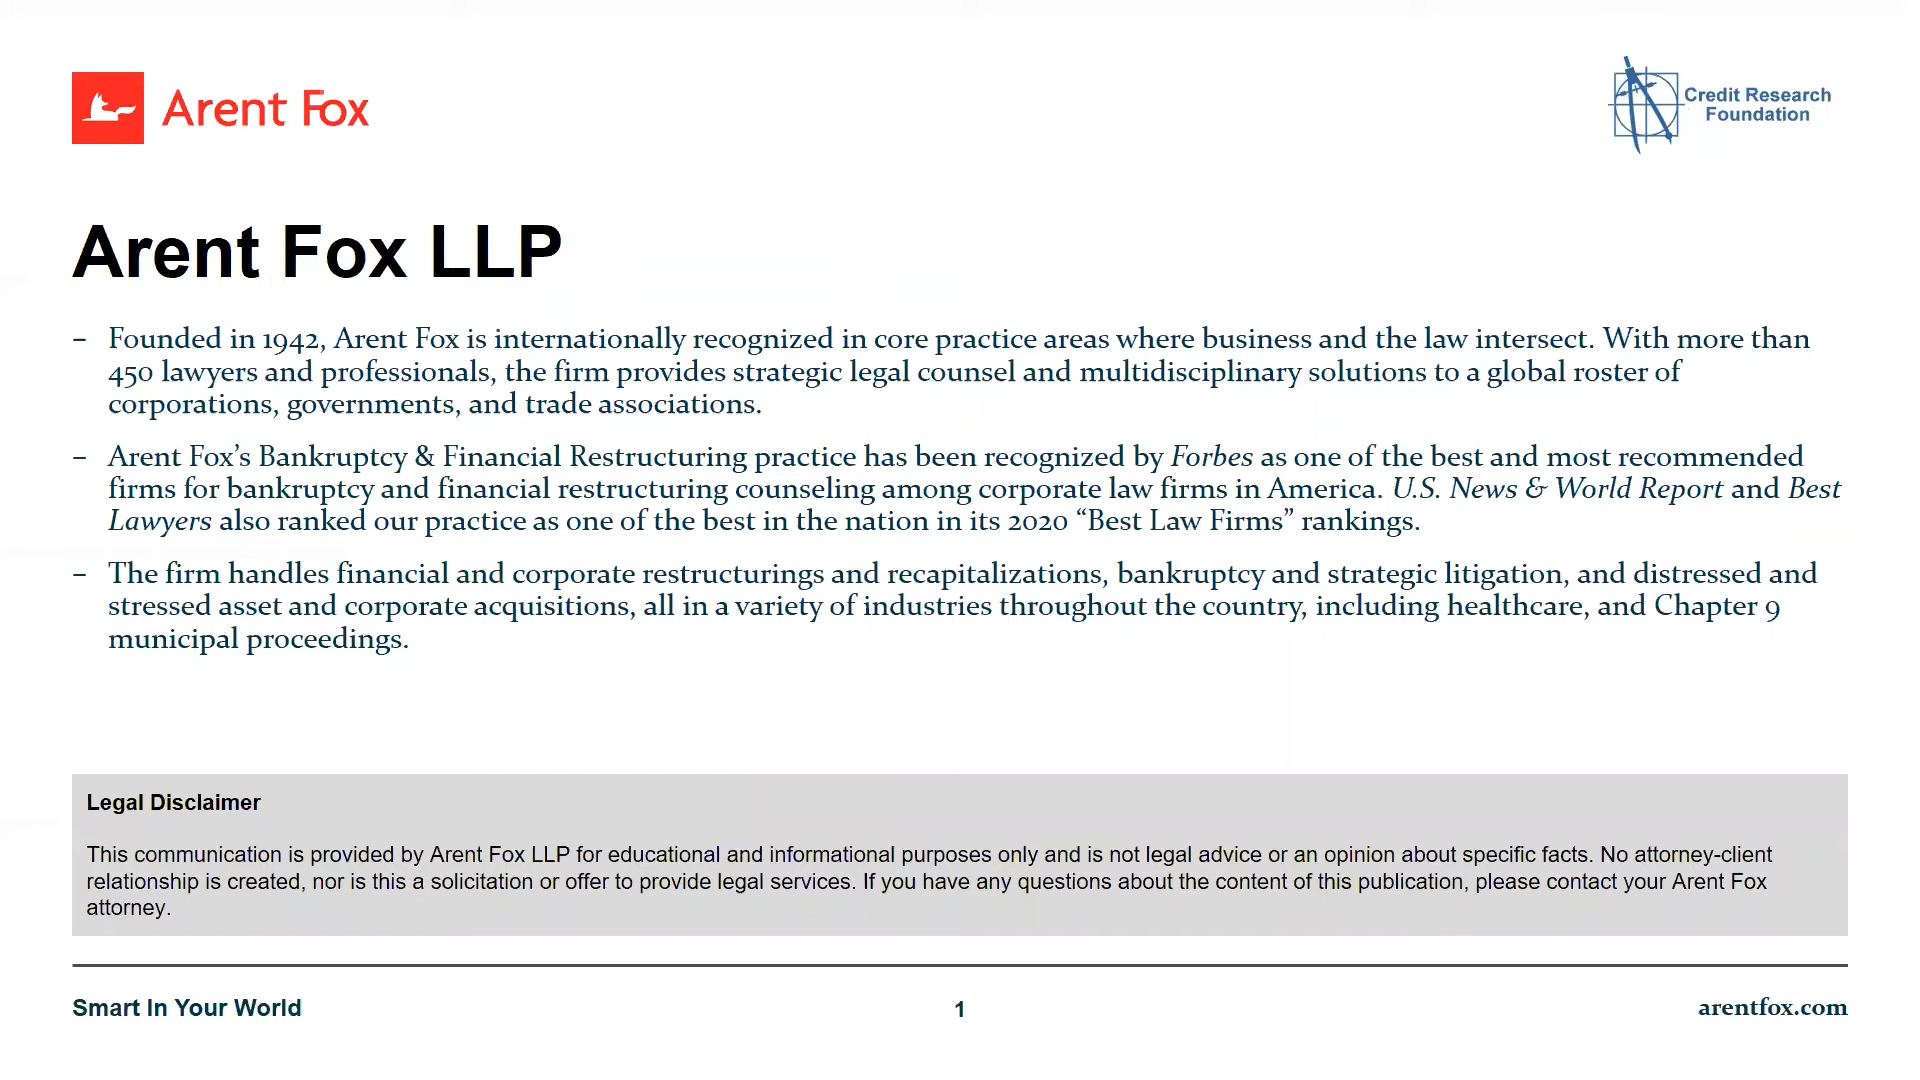 Arent Fox
Credit Research
Foundation
Arent Fox LLP
– Founded in 1942, Arent Fox is internationally recognized in core practice areas where business and the law intersect. With more than
450 lawyers and professionals, the firm provides strategic legal counsel and multidisciplinary solutions to a global roster of
corporations, governments, and trade associations.
– Arent Fox’s Bankruptcy & Financial Restructuring practice has been recognized by Forbes as one of the best and most recommended
firms for bankruptcy and financial restructuring counseling among corporate law firms in America. U.S. News & World Report and Best
Lawyers also ranked our practice as one of the best in the nation in its 2020 “Best Law Firms” rankings.
– The firm handles financial and corporate restructurings and recapitalizations, bankruptcy and strategic litigation, and distressed and
stressed asset and corporate acquisitions, all in a variety of industries throughout the country, including healthcare, and Chapter 9
municipal proceedings.
Legal Disclaimer
This communication is provided by Arent Fox LLP for educational and informational purposes only and is not legal advice or an opinion about specific facts. No attorney-client
relationship is created, nor is this a solicitation or offer to provide legal services. If you have any questions about the content of this publication, please contact your Arent Fox
attorney.
Smart In Your World
1
arentfox.com